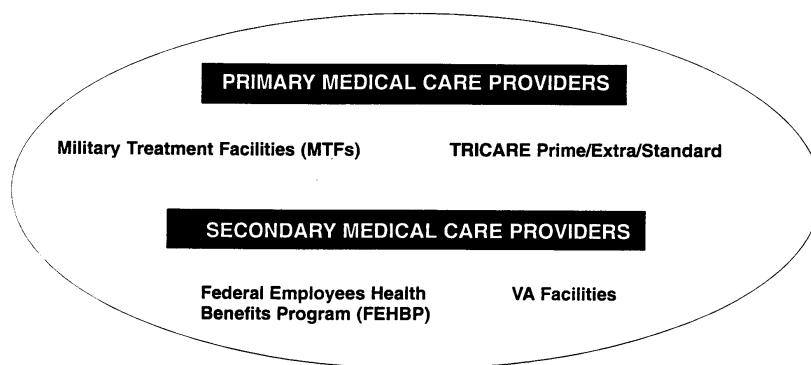 PRIMARY MEDICAL CARE PROVIDERS
Military Treatment Facilities (MTFs) TRICARE Prime/Extra/Standard
SECONDARY MEDICAL CARE PROVIDERS
Federal Employees Health
Benefits Program (FEHBP)
VA Facilities